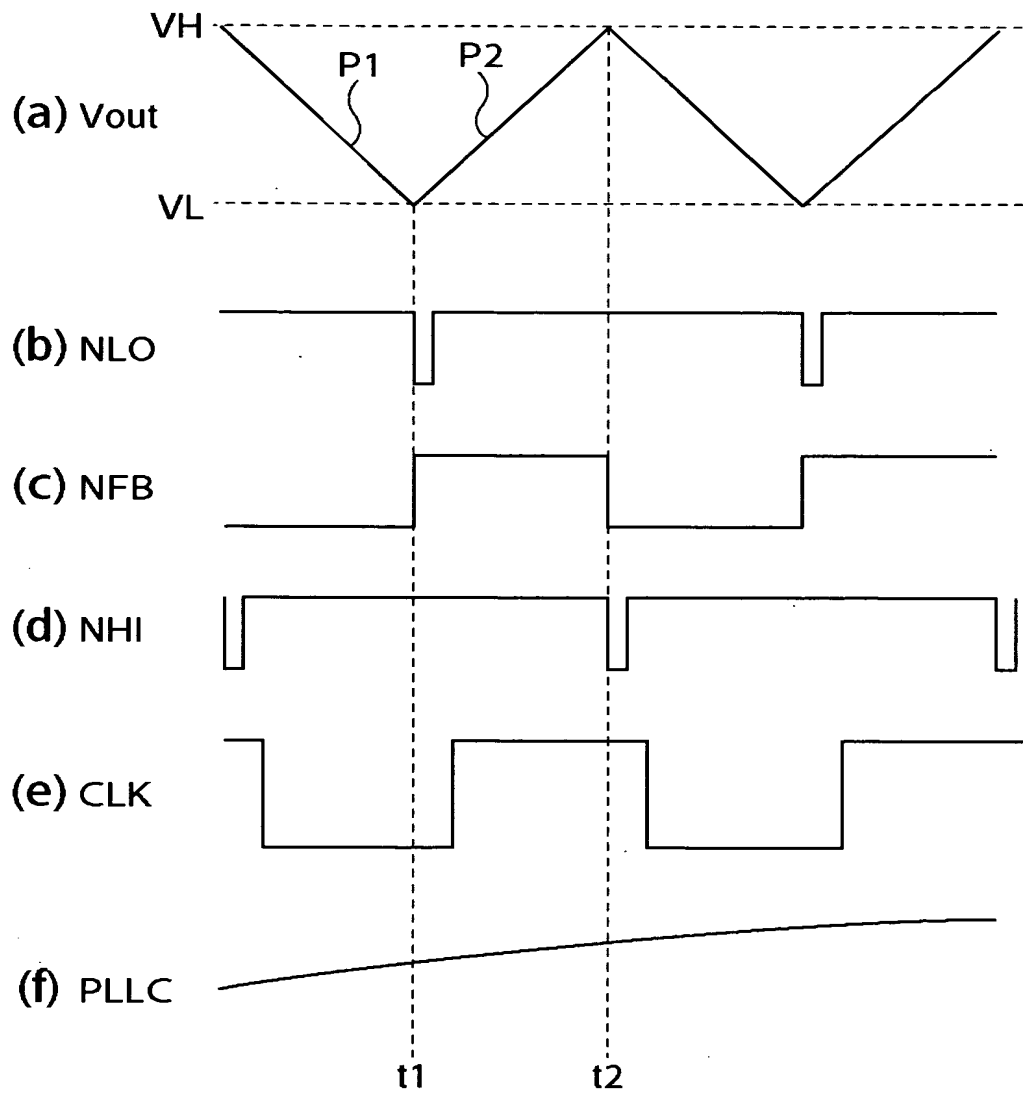 VH
P1
P2
(a) Vout
VL
(b) NLO
(c) NFB
(d) NHI
(e) CLK
(f) PLLC
t1
t2